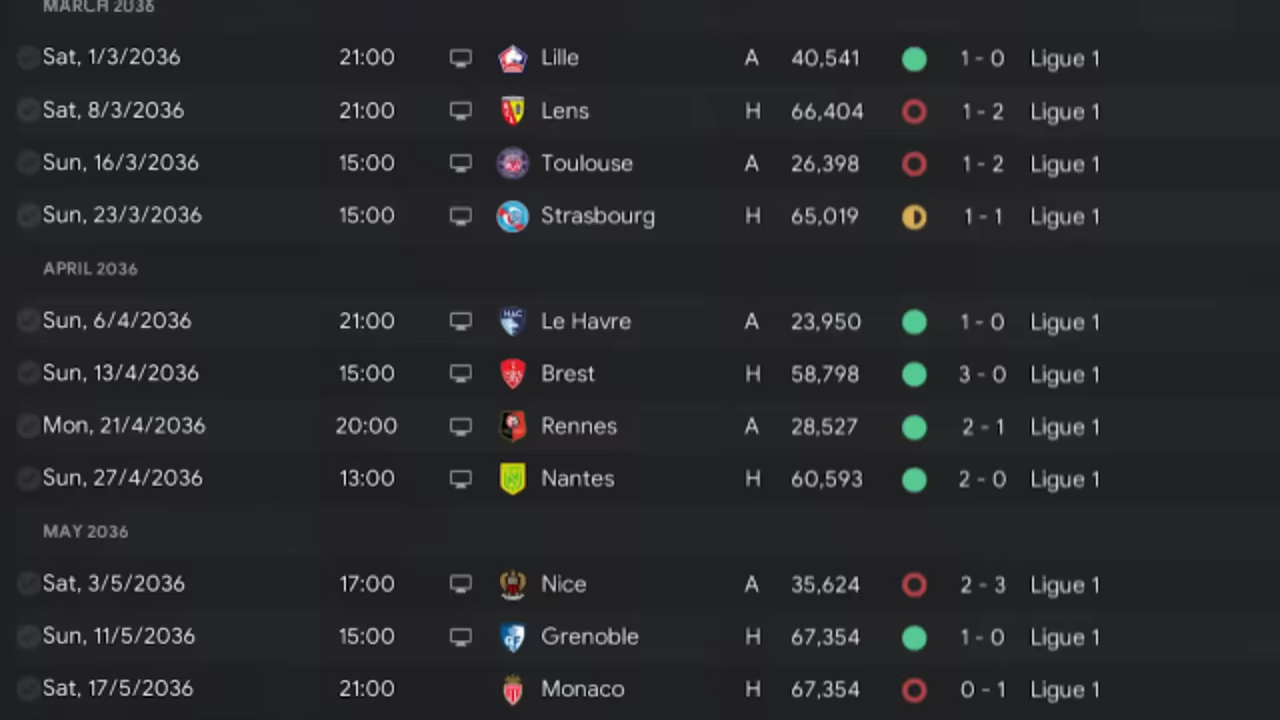 MARCH 2036
Sat, 1/3/2036 21:00 Lille A 40,541 1 - 0 Ligue 1
Sat, 8/3/2036 21:00 Lens H 66,404 1 - 2 Ligue 1
Sun, 16/3/2036 15:00 Toulouse A 26,398 1 - 2 Ligue 1
Sun, 23/3/2036 15:00 Strasbourg H 65,019 1 - 1 Ligue 1
APRIL 2036
Sun, 6/4/2036 21:00 HAC Le Havre A 23,950 1 - 0 Ligue 1
Sun, 13/4/2036 15:00 Brest H 58,798 3 - 0 Ligue 1
Mon, 21/4/2036 20:00 Rennes A 28,527 2 - 1 Ligue 1
Sun, 27/4/2036 13:00 Nantes H 60,593 2 - 0 Ligue 1
MAY 2036
Sat, 3/5/2036 17:00 Nice A 35,624 2 - 3 Ligue 1
Sun, 11/5/2036 15:00 Grenoble H 67,354 1 - 0 Ligue 1
Sat, 17/5/2036 21:00 Monaco H 67,354 0 - 1 Ligue 1